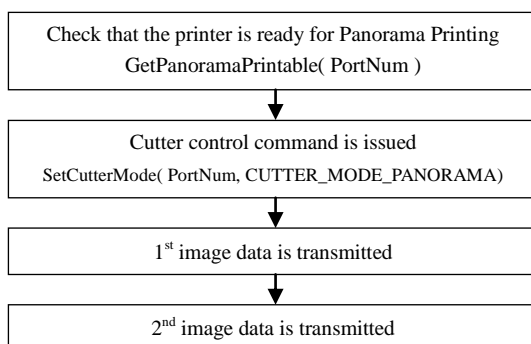 Check that the printer is ready for Panorama Printing
GetPanoramaPrintable( PortNum )
Cutter control command is issued
SetCutterMode( PortNum, CUTTER_MODE_PANORAMA)
1st image data is transmitted
2nd image data is transmitted